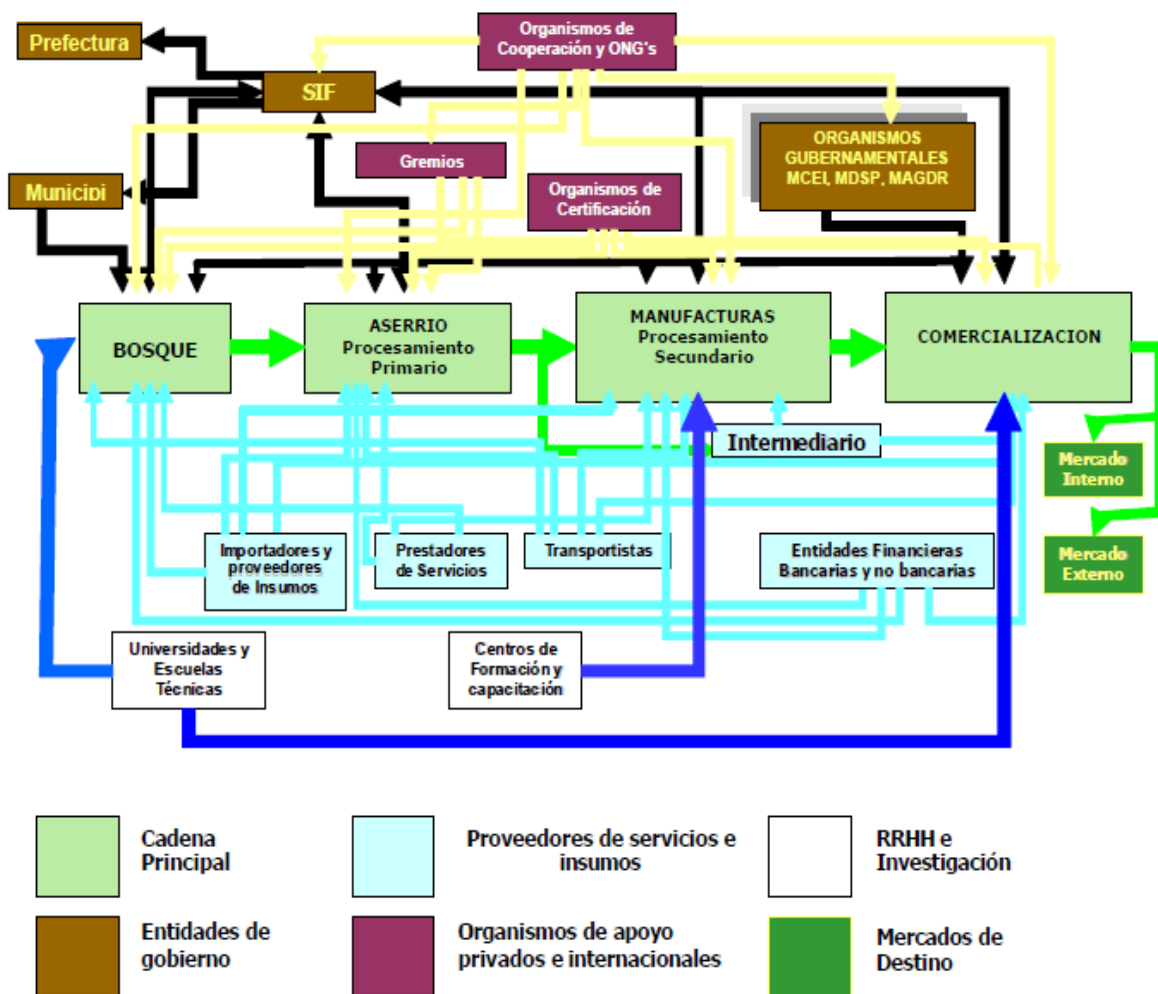 Organismos de
Cooperación y ONG's
Prefectura
SIF
ORGANISMOS
GUBERNAMENTALES
MCEI, MDSP, MAGDR
Gremios
Organismos de
Certificación
Municipi
BOSQUE
ASERRIO
Procesamiento
Primario
MANUFACTURAS
Procesamiento
Secundario
COMERCIALIZACION
Intermediario
Mercado
Interno
Importadores y
proveedores
de Insumos
Prestadores
de Servicios
Transportistas
Entidades Financieras
Bancarias y no bancarias
Mercado
Externo
Universidades y
Escuelas
Técnicas
Centros de
Formación y
capacitación
Cadena
Principal
Proveedores de servicios e
insumos
RRHH e
Investigación
Entidades de
gobierno
Organismos de apoyo
privados e internacionales
Mercados de
Destino